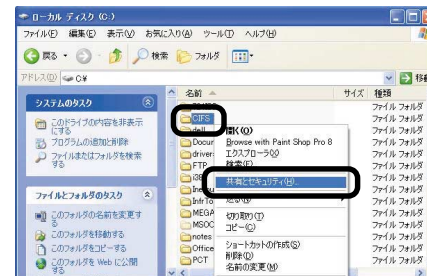 ローカル ディスク (C:)
ファイル(F) 編集(E) 表示(V) お気に入り(A) ツール(T) ヘルプ(H)
戻る 検索 フォルダ
アドレス(D) C:¥ 移動
名前 サイズ 種類
システムのタスク
このドライブの内容を非表示
にする
プログラムの追加と削除
ファイルまたはフォルダを検索
する
ファイルとフォルダのタスク
このフォルダの名前を変更す
る
このフォルダを移動する
このフォルダをコピーする
このフォルダを Web に公開
する
CIFS
dell
Docum
driver
FTP
i38
Inetpu
InfrTo
MEGA
MSOC
notes
Office
PCT
開く(O)
Browse with Paint Shop Pro 8
エクスプローラ(X)
検索(E)...
共有とセキュリティ(H)...
送る(N)
切り取り(T)
コピー(C)
ショートカットの作成(S)
削除(D)
名前の変更(M)
ファイル フォルダ
ファイル フォルダ
ファイル フォルダ
ファイル フォルダ
ファイル フォルダ
ファイル フォルダ
ファイル フォルダ
ファイル フォルダ
ファイル フォルダ
ファイル フォルダ
ファイル フォルダ
ファイル フォルダ
ファイル フォルダ
ファイル フォルダ